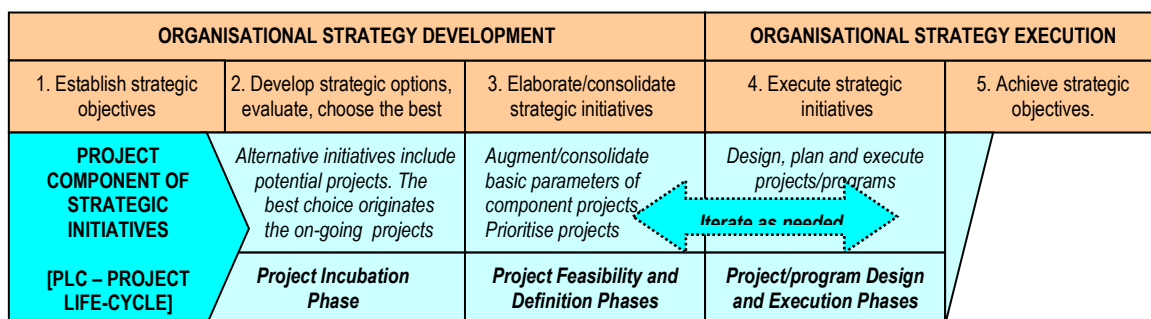 ORGANISATIONAL STRATEGY DEVELOPMENT
ORGANISATIONAL STRATEGY EXECUTION
1. Establish strategic
objectives
2. Develop strategic options,
evaluate, choose the best
3. Elaborate/consolidate
strategic initiatives
4. Execute strategic
initiatives
5. Achieve strategic
objectives.
PROJECT
COMPONENT OF
STRATEGIC
INITIATIVES
Alternative initiatives include
potential projects. The
best choice originates
the on-going projects
Augment/consolidate
basic parameters of
component projects
Prioritise projects
Design, plan and execute
projects/programs
Iterate as needed
[PLC – PROJECT
LIFE-CYCLE]
Project Incubation
Phase
Project Feasibility and
Definition Phases
Project/program Design
and Execution Phases